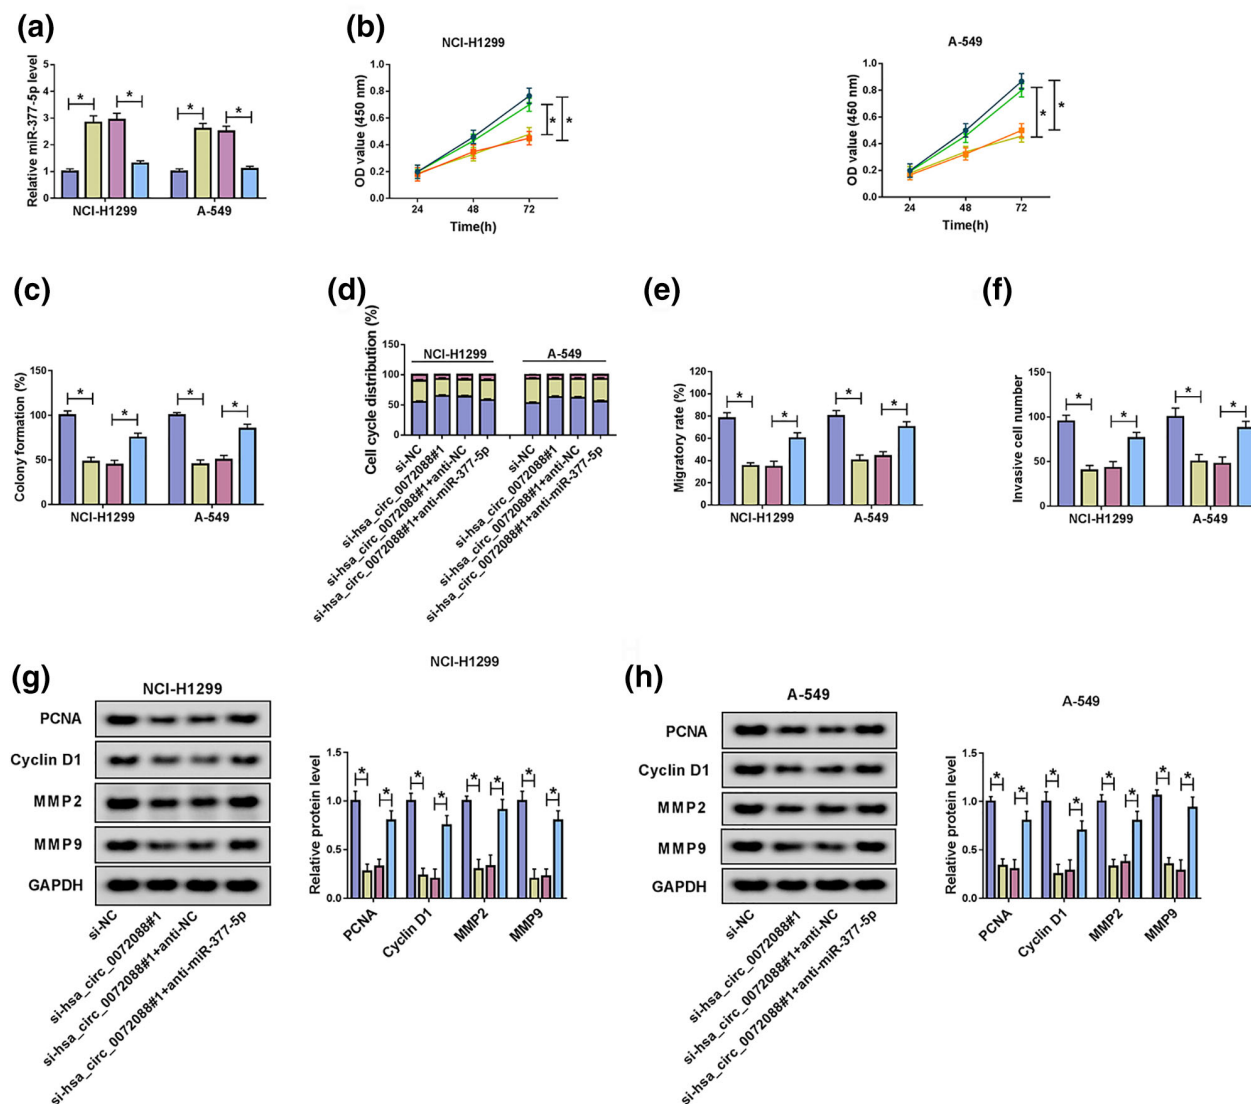 (a)
Relative miR-377-5p level
5
4
3
2
1
0
* * * *
NCI-H1299 A-549
(b)
NCI-H1299
OD value (450 nm)
1.0
0.8
0.6
0.4
0.2
0.0
24 48 72
Time(h)
* *
A-549
OD value (450 nm)
1.0
0.8
0.6
0.4
0.2
0.0
24 48 72
Time(h)
* *
(c)
Colony formation (%)
150
100
50
0
* * * *
NCI-H1299 A-549
(d)
Cell cycle distribution (%)
150
100
50
0
NCI-H1299 A-549
si-NC
si-hsa_circ_0072088#1
si-hsa_circ_0072088#1+anti-NC
si-hsa_circ_0072088#1+anti-miR-377-5p
si-NC
si-hsa_circ_0072088#1
si-hsa_circ_0072088#1+anti-NC
si-hsa_circ_0072088#1+anti-miR-377-5p
(e)
Migratory rate (%)
120
100
80
60
40
20
0
* * * *
NCI-H1299 A-549
(f)
Invasive cell number
150
100
50
0
* * * *
NCI-H1299 A-549
(g)
NCI-H1299
PCNA
Cyclin D1
MMP2
MMP9
GAPDH
si-NC
si-hsa_circ_0072088#1
si-hsa_circ_0072088#1+anti-NC
si-hsa_circ_0072088#1+anti-miR-377-5p
NCI-H1299
Relative protein level
1.5
1.0
0.5
0.0
* * * * * * * *
PCNA
Cyclin D1
MMP2
MMP9
(h)
A-549
PCNA
Cyclin D1
MMP2
MMP9
GAPDH
si-NC
si-hsa_circ_0072088#1
si-hsa_circ_0072088#1+anti-NC
si-hsa_circ_0072088#1+anti-miR-377-5p
A-549
Relative protein level
1.5
1.0
0.5
0.0
* * * * * * * *
PCNA
Cyclin D1
MMP2
MMP9